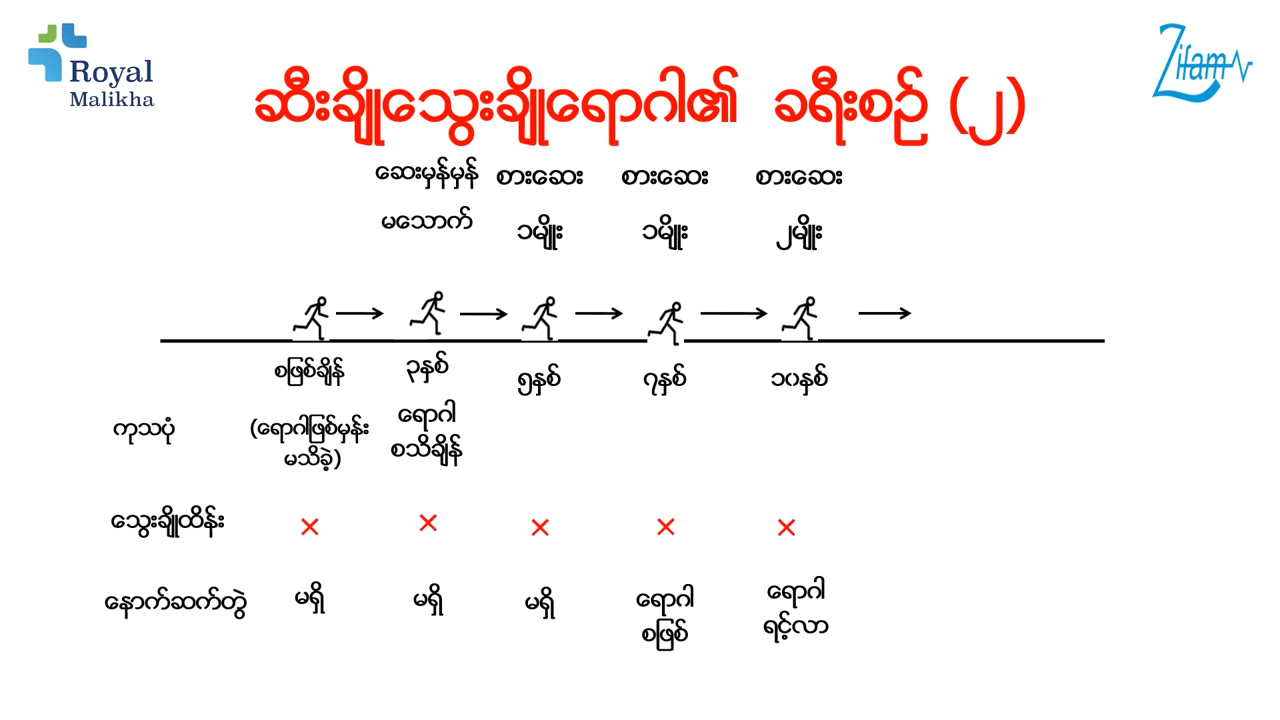 Royal
Malikha
Zifam
ဆီးချိုသွေးချိုရောဂါ၏ ခရီးစဉ် (၂)
ဆေးမှန်မှန် စားဆေး စားဆေး စားဆေး
မသောက် ၁မျိုး ၁မျိုး ၂မျိုး
စဖြစ်ချိန် ၃နှစ် ၅နှစ် ၇နှစ် ၁၀နှစ်
ကုသပုံ (ရောဂါဖြစ်မှန်း ရောဂါ
မသိခဲ့) စသိချိန်
သွေးချိုထိန်း × × × × ×
နောက်ဆက်တွဲ မရှိ မရှိ မရှိ ရောဂါ ရောဂါ
စဖြစ် ရင့်လာ